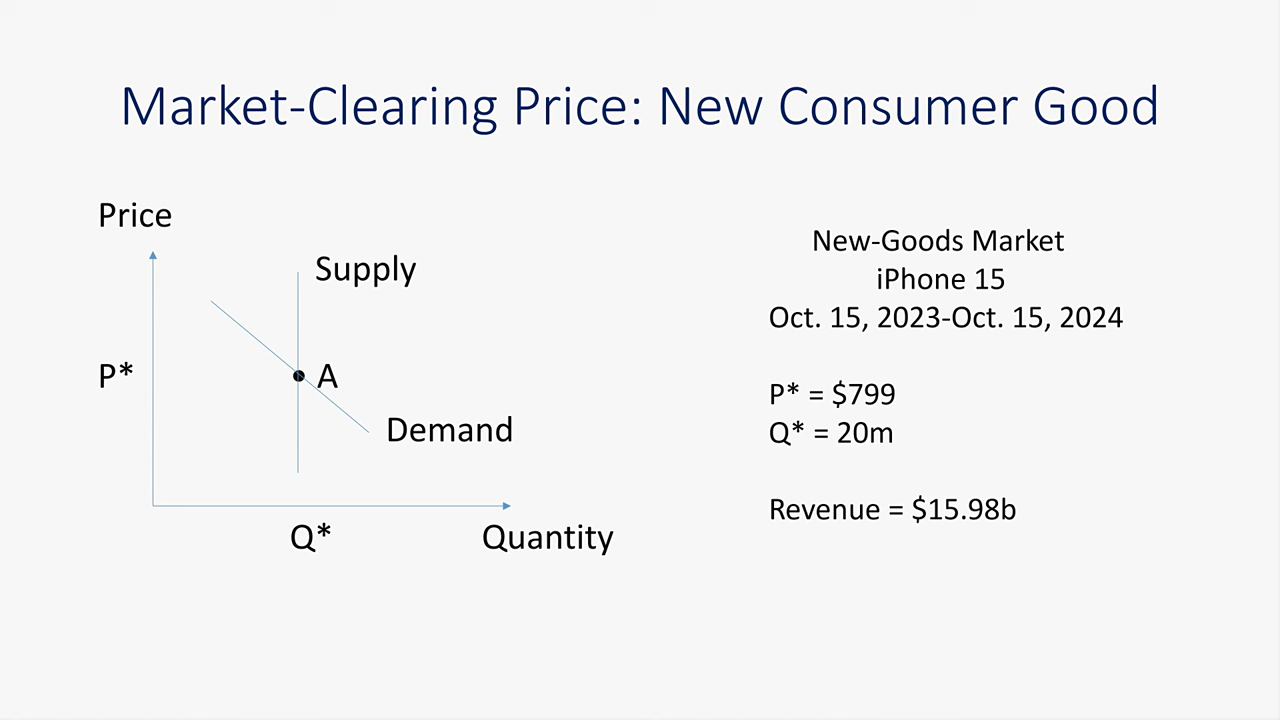 Market-Clearing Price: New Consumer Good
Price
Supply
P*
A
Demand
Q*
Quantity
New-Goods Market
iPhone 15
Oct. 15, 2023-Oct. 15, 2024
P* = $799
Q* = 20m
Revenue = $15.98b